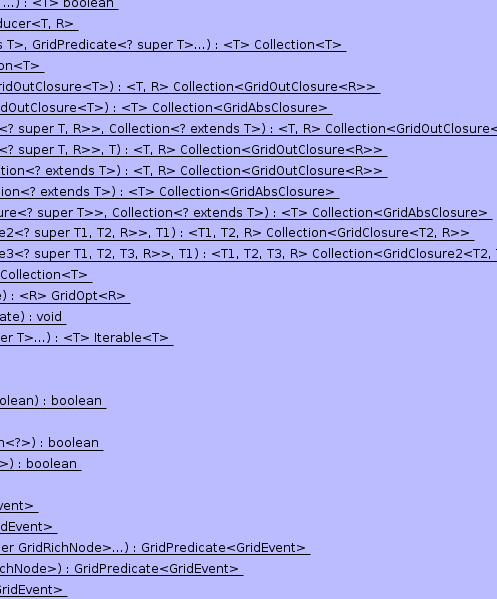 ...) : <T> boolean
ducer<T, R>
s T>, GridPredicate<? super T>...) : <T> Collection<T>
on<T>
ridOutClosure<T>) : <T, R> Collection<GridOutClosure<R>>
dOutClosure<T>) : <T> Collection<GridAbsClosure>
<? super T, R>>, Collection<? extends T>) : <T, R> Collection<GridOutClosure<
<? super T, R>>, T) : <T, R> Collection<GridOutClosure<R>>
ction<? extends T>) : <T, R> Collection<GridOutClosure<R>>
ion<? extends T>) : <T> Collection<GridAbsClosure>
ure<? super T>>, Collection<? extends T>) : <T> Collection<GridAbsClosure>
e2<? super T1, T2, R>>, T1) : <T1, T2, R> Collection<GridClosure<T2, R>>
e3<? super T1, T2, T3, R>>, T1) : <T1, T2, T3, R> Collection<GridClosure2<T2,
Collection<T>
e) : <R> GridOpt<R>
ate) : void
er T>...) : <T> Iterable<T>
olean) : boolean
n<?>) : boolean
>) : boolean
vent>
dEvent>
er GridRichNode>...) : GridPredicate<GridEvent>
chNode>) : GridPredicate<GridEvent>
GridEvent>